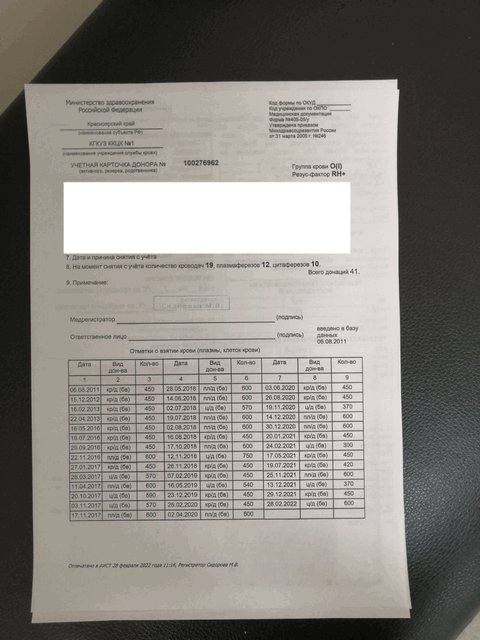 Министерство здравоохранения
Российской Федерации
Красноярский край
(наименование субъекта РФ)
КГКУЗ ККЦК №1
(наименование учреждения службы крови)
УЧЕТНАЯ КАРТОЧКА ДОНОРА № 100276962
(активного, резерва, родственника)
Код формы по ОКУД
Код учреждения по ОКПО
Медицинская документация
Форма №405-05/у
Утверждена приказом
Минздравсоцразвития России
от 31 марта 2005 г. №246
Группа крови O(I)
Резус-фактор RH+
7. Дата и причина снятия с учёта
8. На момент снятия с учёта количество кроводач 19, плазмаферезов 12, цитаферезов 10.
Всего донаций 41.
9. Примечание:
Медрегистратор (подпись)
Ответственное лицо (подпись)
введено в базу
данных
06.08.2011
Отметки о взятии крови (плазмы, клеток крови)
Дата Вид дон-ва Кол-во Дата Вид дон-ва Кол-во Дата Вид дон-ва Кол-во
1 2 3 4 5 6 7 8 9
06.08.2011 кр/д (бв) 450 28.05.2018 пл/д (бв) 600 03.06.2020 кр/д (бв) 450
15.12.2012 кр/д (бв) 450 14.06.2018 пл/д (бв) 600 26.08.2020 кр/д (бв) 450
16.02.2013 кр/д (бв) 450 02.07.2018 ц/д (бв) 570 19.11.2020 ц/д (бв) 370
22.04.2013 кр/д (бв) 450 19.07.2018 пл/д (бв) 600 14.12.2020 пл/д (бв) 600
16.05.2016 кр/д (бв) 450 02.08.2018 пл/д (бв) 600 30.12.2020 пл/д (бв) 600
19.07.2016 кр/д (бв) 450 16.08.2018 кр/д (бв) 450 20.01.2021 кр/д (бв) 450
29.09.2016 кр/д (бв) 450 17.10.2018 пл/д (бв) 600 24.02.2021 ц/д (бв) 300
22.11.2016 пл/д (бв) 600 12.11.2018 ц/д (бв) 750 17.05.2021 кр/д (бв) 450
27.01.2017 кр/д (бв) 450 26.11.2018 кр/д (бв) 450 19.07.2021 кр/д (бв) 420
28.03.2017 ц/д (бв) 570 07.02.2019 кр/д (бв) 450 25.11.2021 пл/д (бв) 600
11.04.2017 пл/д (бв) 600 16.05.2019 ц/д (бв) 540 13.12.2021 ц/д (бв) 370
20.10.2017 ц/д (бв) 590 23.12.2019 кр/д (бв) 450 29.12.2021 кр/д (бв) 450
03.11.2017 ц/д (бв) 570 26.02.2020 кр/д (бв) 450 28.02.2022 ц/д (бв) 600
17.11.2017 пл/д (бв) 600 02.04.2020 пл/д (бв) 600
Отпечатано в АИСТ 28 февраля 2022 года 11:16, Регистратор Сидорова М.В.